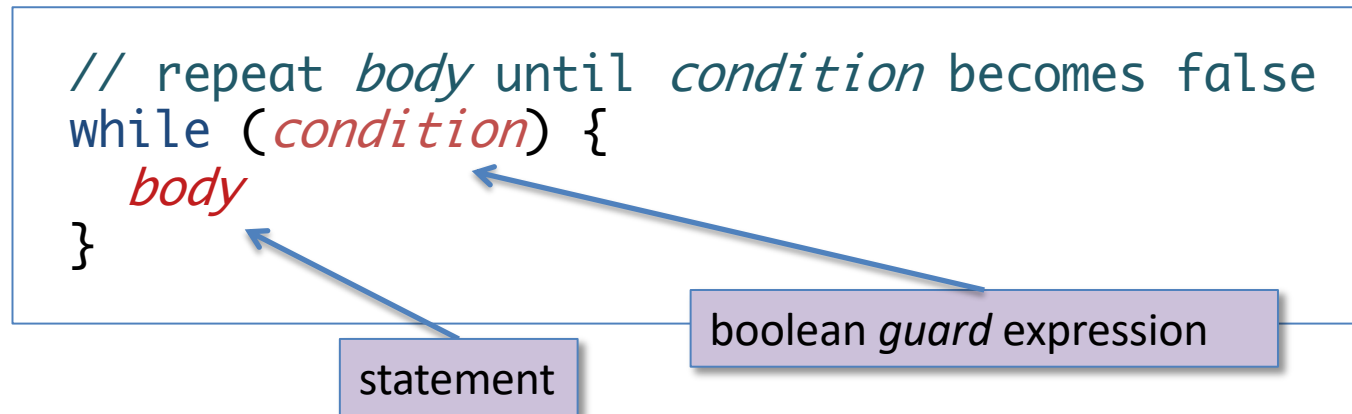 // repeat body until condition becomes false
while (condition) {
body
}
boolean guard expression
statement